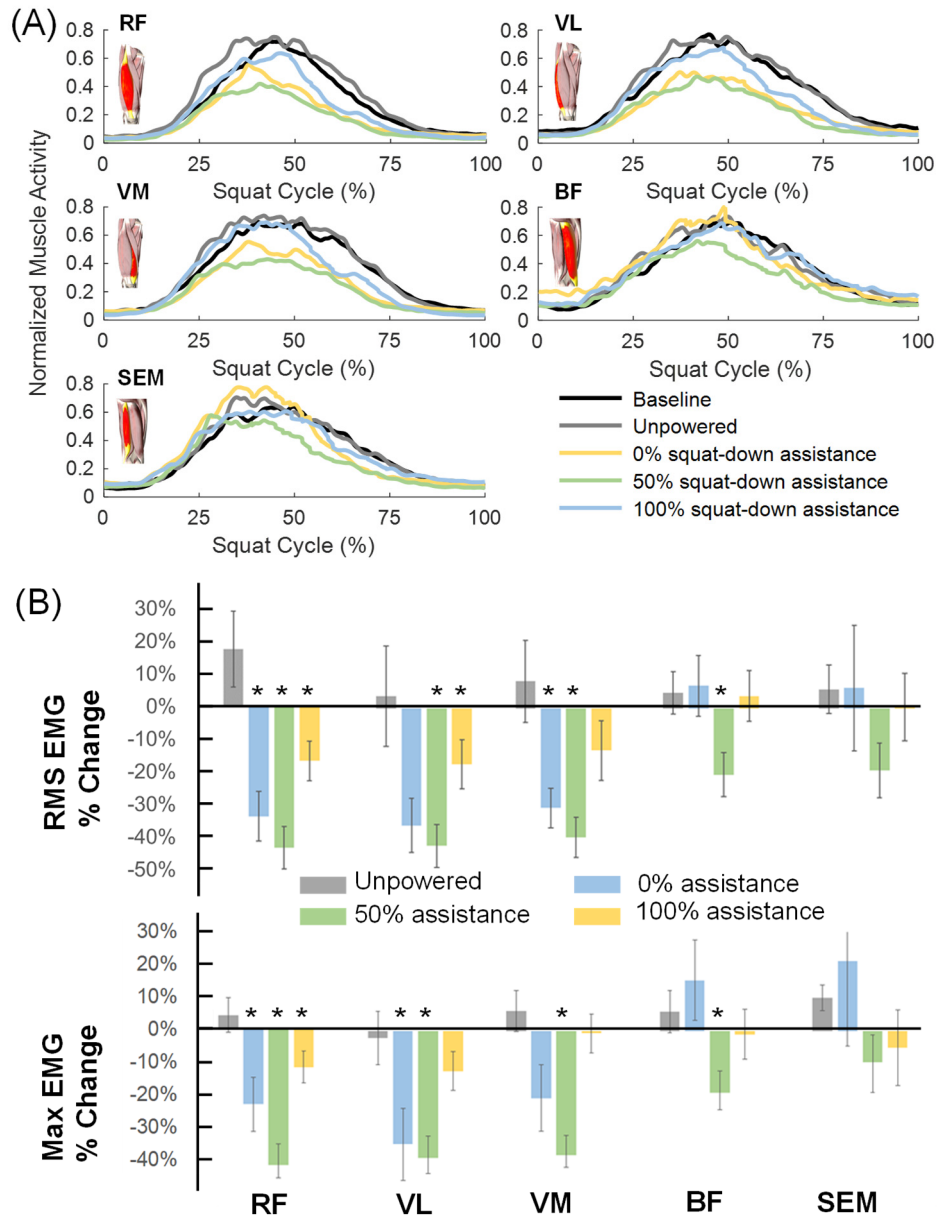 (A)
RF
0.8
0.6
0.4
0.2
0
0
25
50
75
100
Squat Cycle (%)
VL
0.8
0.6
0.4
0.2
0
0
25
50
75
100
Squat Cycle (%)
Normalized Muscle Activity
VM
0.8
0.6
0.4
0.2
0
0
25
50
75
100
Squat Cycle (%)
BF
0.8
0.6
0.4
0.2
0
0
25
50
75
100
Squat Cycle (%)
SEM
0.8
0.6
0.4
0.2
0
0
25
50
75
100
Squat Cycle (%)
Baseline
Unpowered
0% squat-down assistance
50% squat-down assistance
100% squat-down assistance
(B)
RMS EMG
% Change
30%
20%
10%
0%
-10%
-20%
-30%
-40%
-50%
* * *
* *
* *
*
Unpowered
0% assistance
50% assistance
100% assistance
Max EMG
% Change
30%
20%
10%
0%
-10%
-20%
-30%
-40%
* * *
* *
*
*
RF
VL
VM
BF
SEM